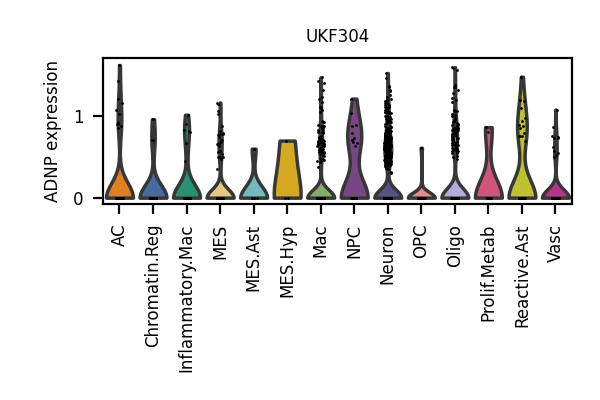 UKF304
ADNP expression
1
0
AC
Chromatin.Reg
Inflammatory.Mac
MES
MES.Ast
MES.Hyp
Mac
NPC
Neuron
OPC
Oligo
Prolif.Metab
Reactive.Ast
Vasc